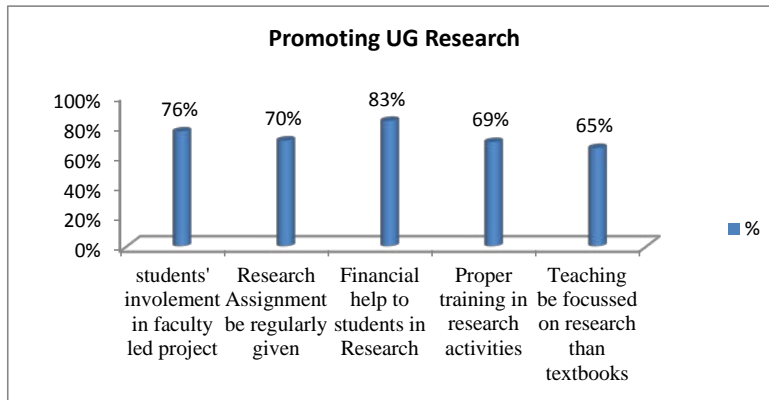 Promoting UG Research
100%
80%
60%
40%
20%
0%
76%
70%
83%
69%
65%
students'
involement
in faculty
led project
Research
Assignment
be regularly
given
Financial
help to
students in
Research
Proper
training in
research
activities
Teaching
be focussed
on research
than
textbooks
%